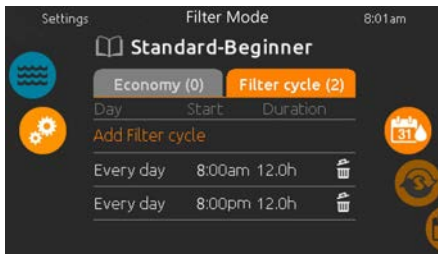 Settings Filter Mode 8:01am
Standard-Beginner
Economy (0) Filter cycle (2)
Day Start Duration
Add Filter cycle
31
Every day 8:00am 12.0h
S
Every day 8:00pm 12.0h